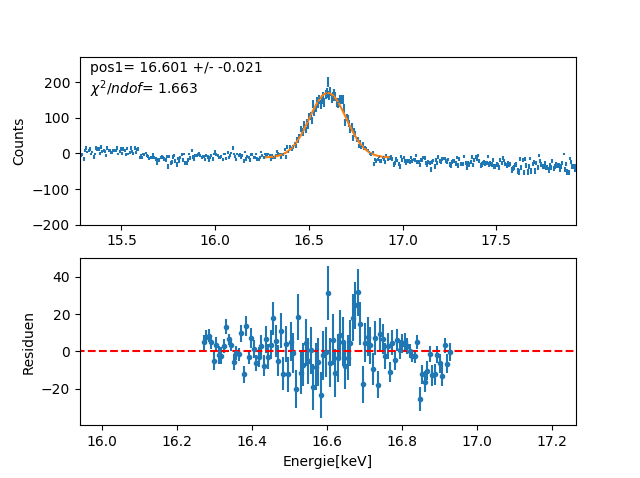 pos1= 16.601 +/- -0.021
χ²/ndof= 1.663
Counts
200
100
0
−100
−200
15.5 16.0 16.5 17.0 17.5
Residuen
40
20
0
−20
16.0 16.2 16.4 16.6 16.8 17.0 17.2
Energie[keV]